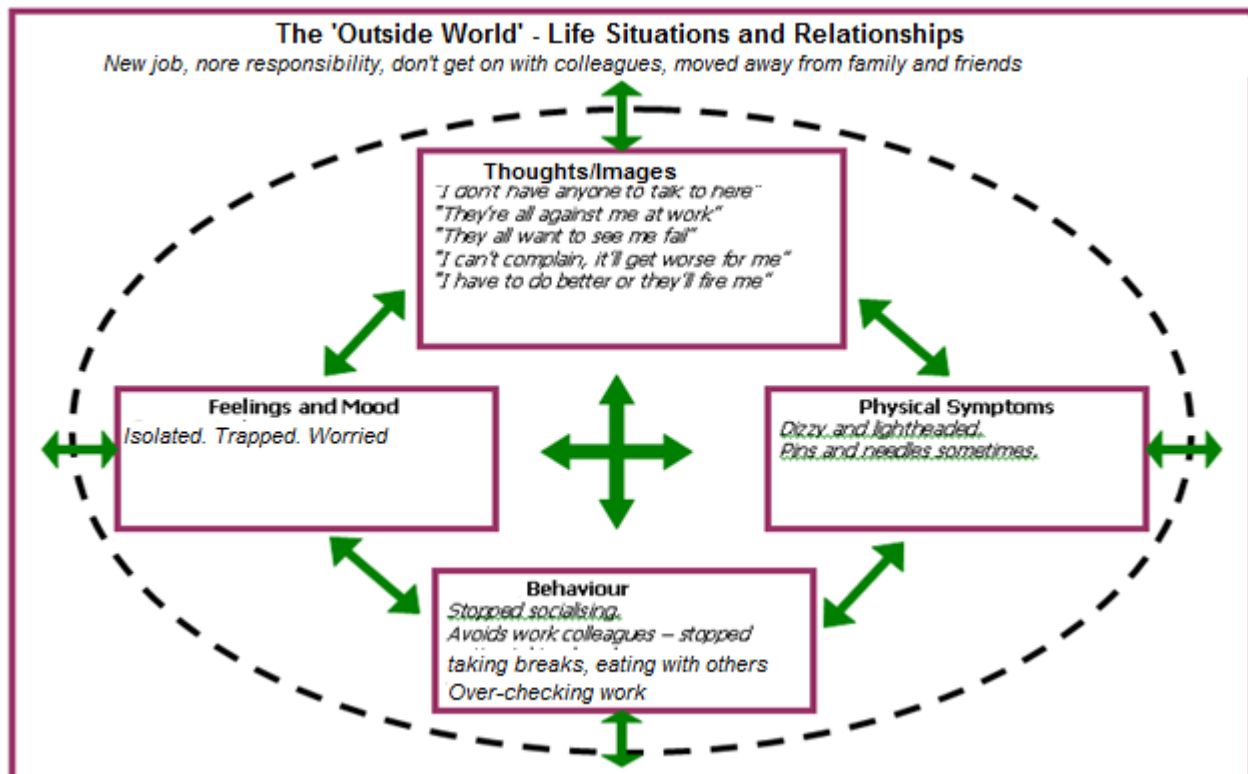 The 'Outside World' - Life Situations and Relationships
New job, nore responsibility, don't get on with colleagues, moved away from family and friends
Thoughts/Images
"I don't have anyone to talk to here"
"They're all against me at work"
"They all want to see me fail"
"I can't complain, it'll get worse for me"
"I have to do better or they'll fire me"
Feelings and Mood
Isolated. Trapped. Worried
Physical Symptoms
Dizzy and lightheaded.
Pins and needles sometimes.
Behaviour
Stopped socialising.
Avoids work colleagues – stopped
taking breaks, eating with others
Over-checking work